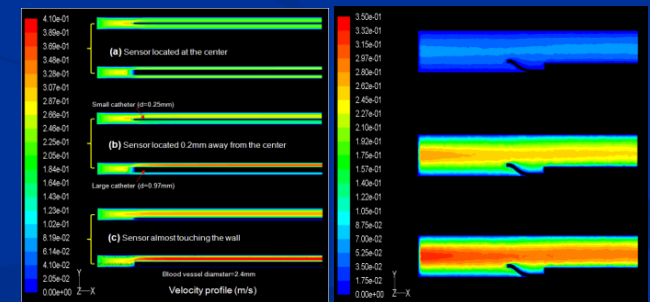 4.10e-01
3.89e-01
3.69e-01
3.48e-01
3.28e-01
3.07e-01
2.87e-01
2.66e-01
2.46e-01
2.25e-01
2.05e-01
1.84e-01
1.64e-01
1.43e-01
1.23e-01
1.02e-01
8.19e-02
6.14e-02
4.10e-02
2.05e-02
0.00e+00
Y
Z
X
(a) Sensor located at the center
Small catheter (d=0.25mm)
(b) Sensor located 0.2mm away from the center
Large catheter (d=0.97mm)
(c) Sensor almost touching the wall
Blood vessel diameter=2.4mm
Velocity profile (m/s)
3.50e-01
3.32e-01
3.15e-01
2.97e-01
2.80e-01
2.62e-01
2.45e-01
2.27e-01
2.10e-01
1.92e-01
1.75e-01
1.57e-01
1.40e-01
1.22e-01
1.05e-01
8.75e-02
7.00e-02
5.25e-02
3.50e-02
1.75e-02
0.00e+00
Y
Z
X